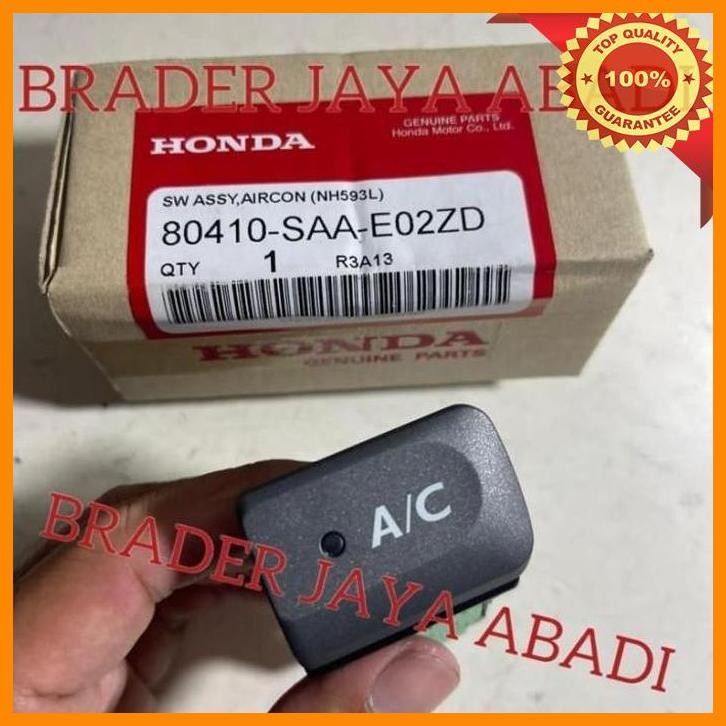 BRADER JAYA ABADI
TOP QUALITY
100%
GUARANTEE
HONDA
GENUINE PARTS
Honda Motor Co., Ltd.
SW ASSY,AIRCON (NH593L)
80410-SAA-E02ZD
QTY 1 R3A13
HONDA
GENUINE PARTS
A/C
BRADER JAYA ABADI